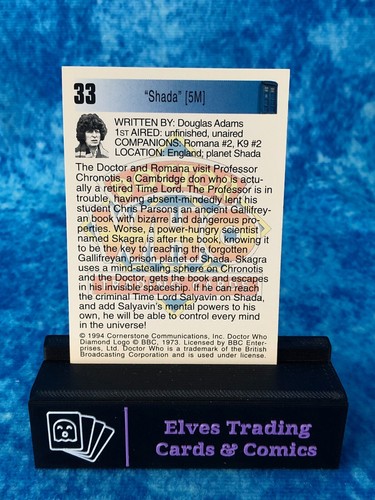 33
"Shada" [5M]
WRITTEN BY: Douglas Adams
1ST AIRED: unfinished, unaired
COMPANIONS: Romana #2, K9 #2
LOCATION: England; planet Shada
The Doctor and Romana visit Professor
Chronotis, a Cambridge don who is actu-
ally a retired Time Lord. The Professor is in
trouble, having absent-mindedly lent his
student Chris Parsons an ancient Gallifrey-
an book with bizarre and dangerous pro-
perties. Worse, a power-hungry scientist
named Skagra is after the book, knowing it
to be the key to reaching the forgotten
Gallifreyan prison planet of Shada. Skagra
uses a mind-stealing sphere on Chronotis
and the Doctor, gets the book and escapes
in his invisible spaceship. If he can reach
the criminal Time Lord Salyavin on Shada,
and add Salyavin's mental powers to his
own, he will be able to control every mind
in the universe!
© 1994 Cornerstone Communications, Inc. Doctor Who
Diamond Logo © BBC, 1973. Licensed by BBC Enter-
prises, Ltd. Doctor Who is a trademark of the British
Broadcasting Corporation and is used under license.
Elves Trading
Cards & Comics